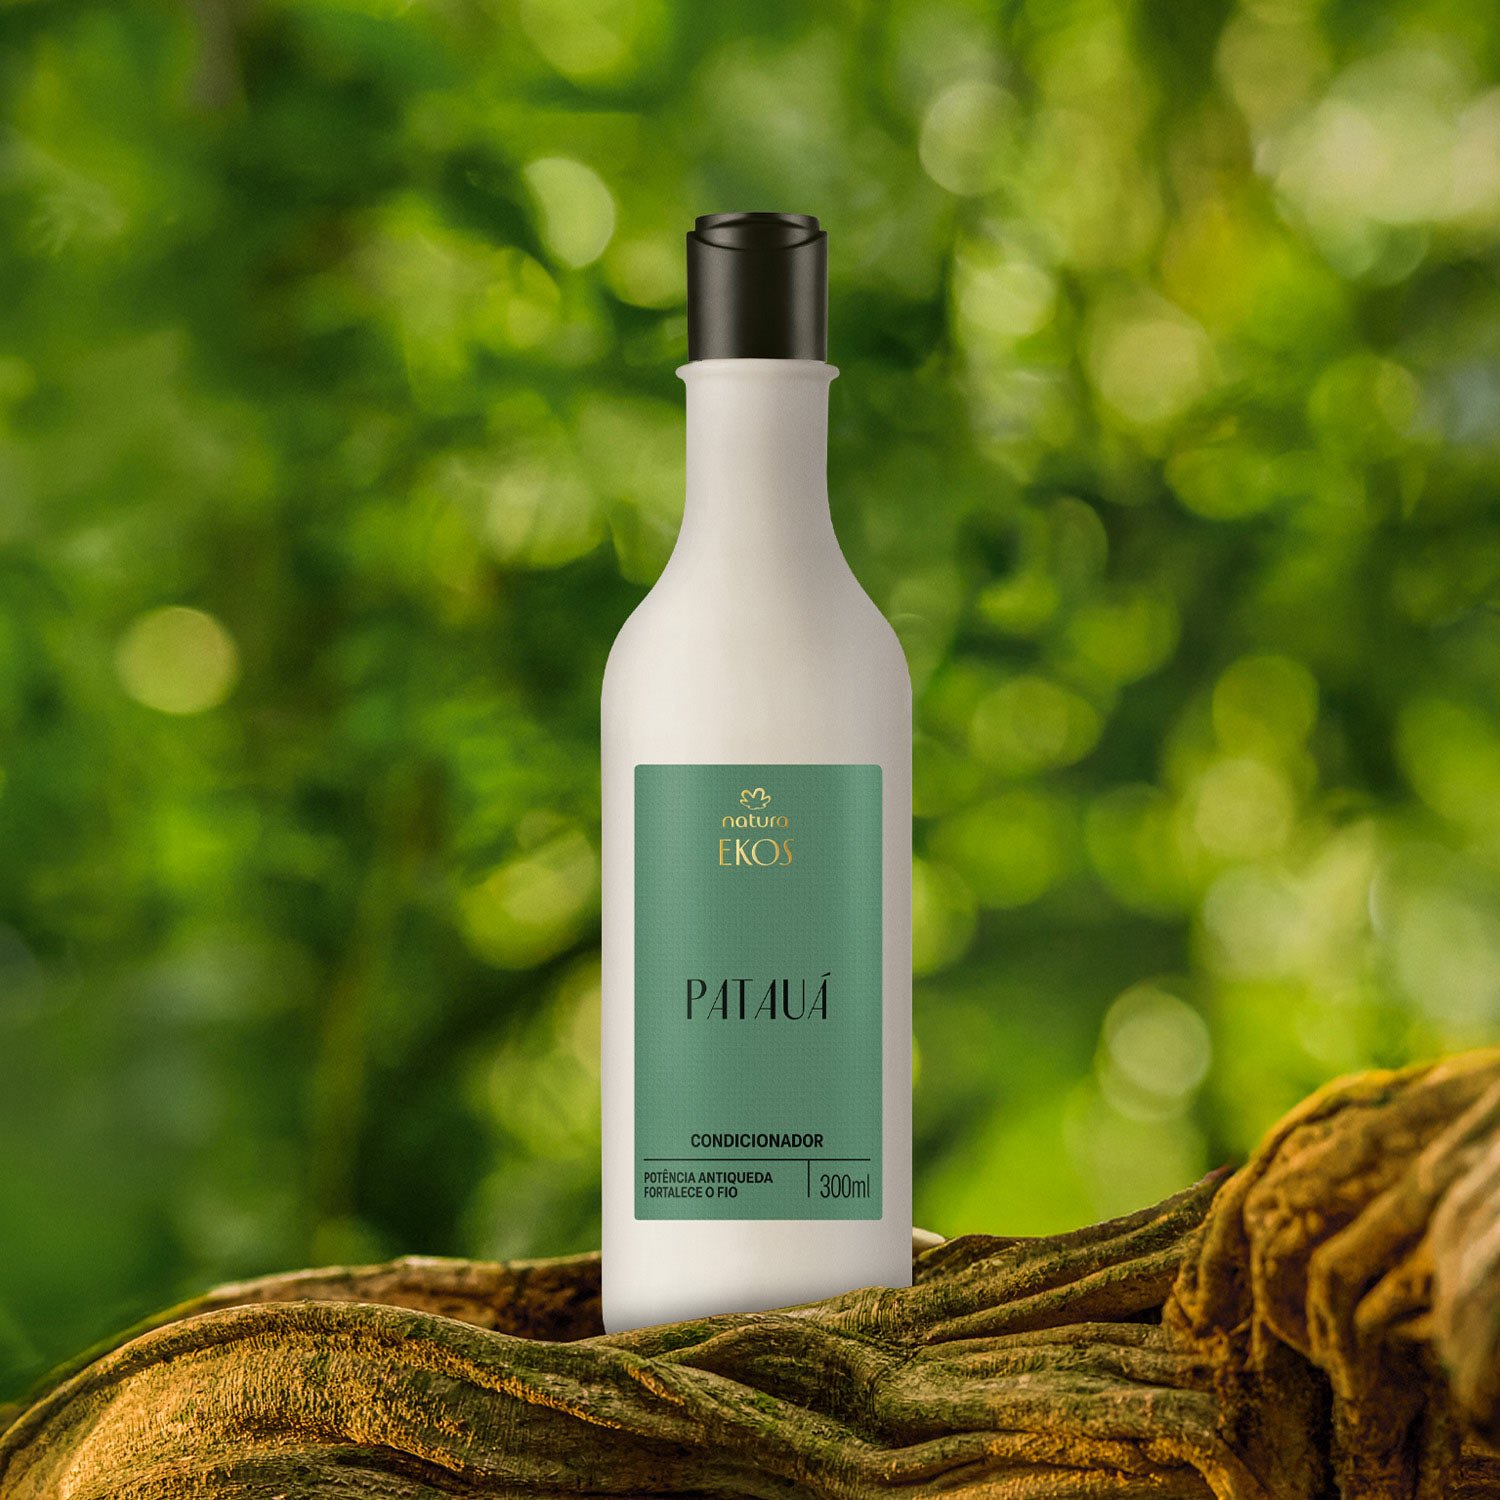 natura
EKOS
PATAUÁ
CONDICIONADOR
POTÊNCIA ANTIQUEDA
FORTALECE O FIO
300ml